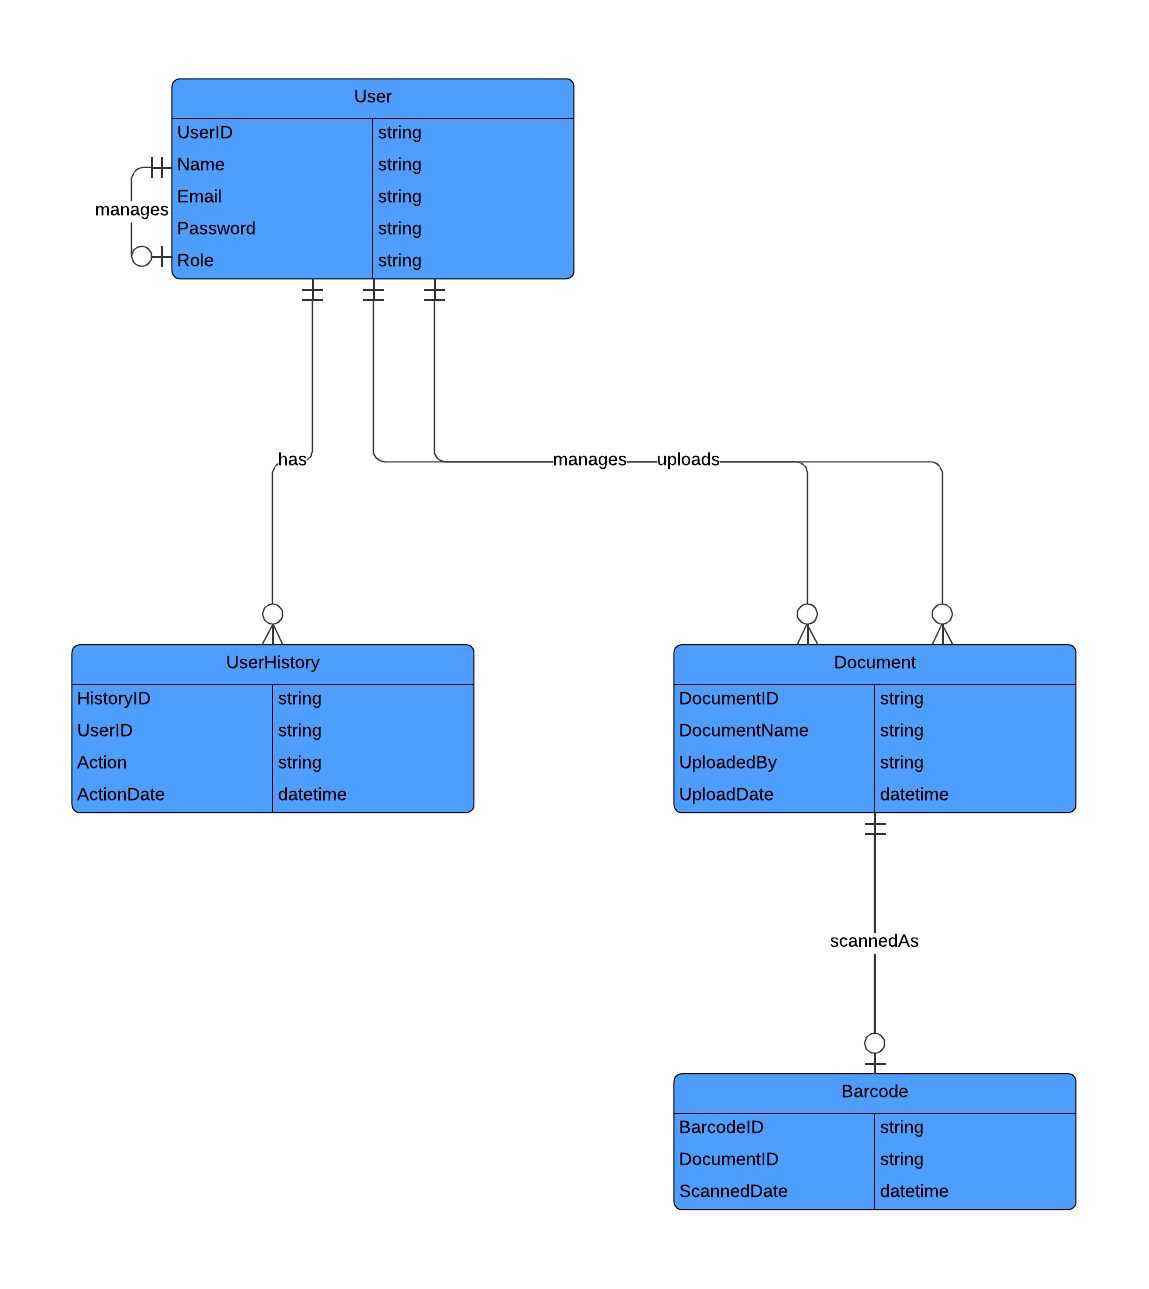 User
UserID string
Name string
Email string
Password string
Role string
manages
has
manages uploads
UserHistory
HistoryID string
UserID string
Action string
ActionDate datetime
Document
DocumentID string
DocumentName string
UploadedBy string
UploadDate datetime
scannedAs
Barcode
BarcodeID string
DocumentID string
ScannedDate datetime